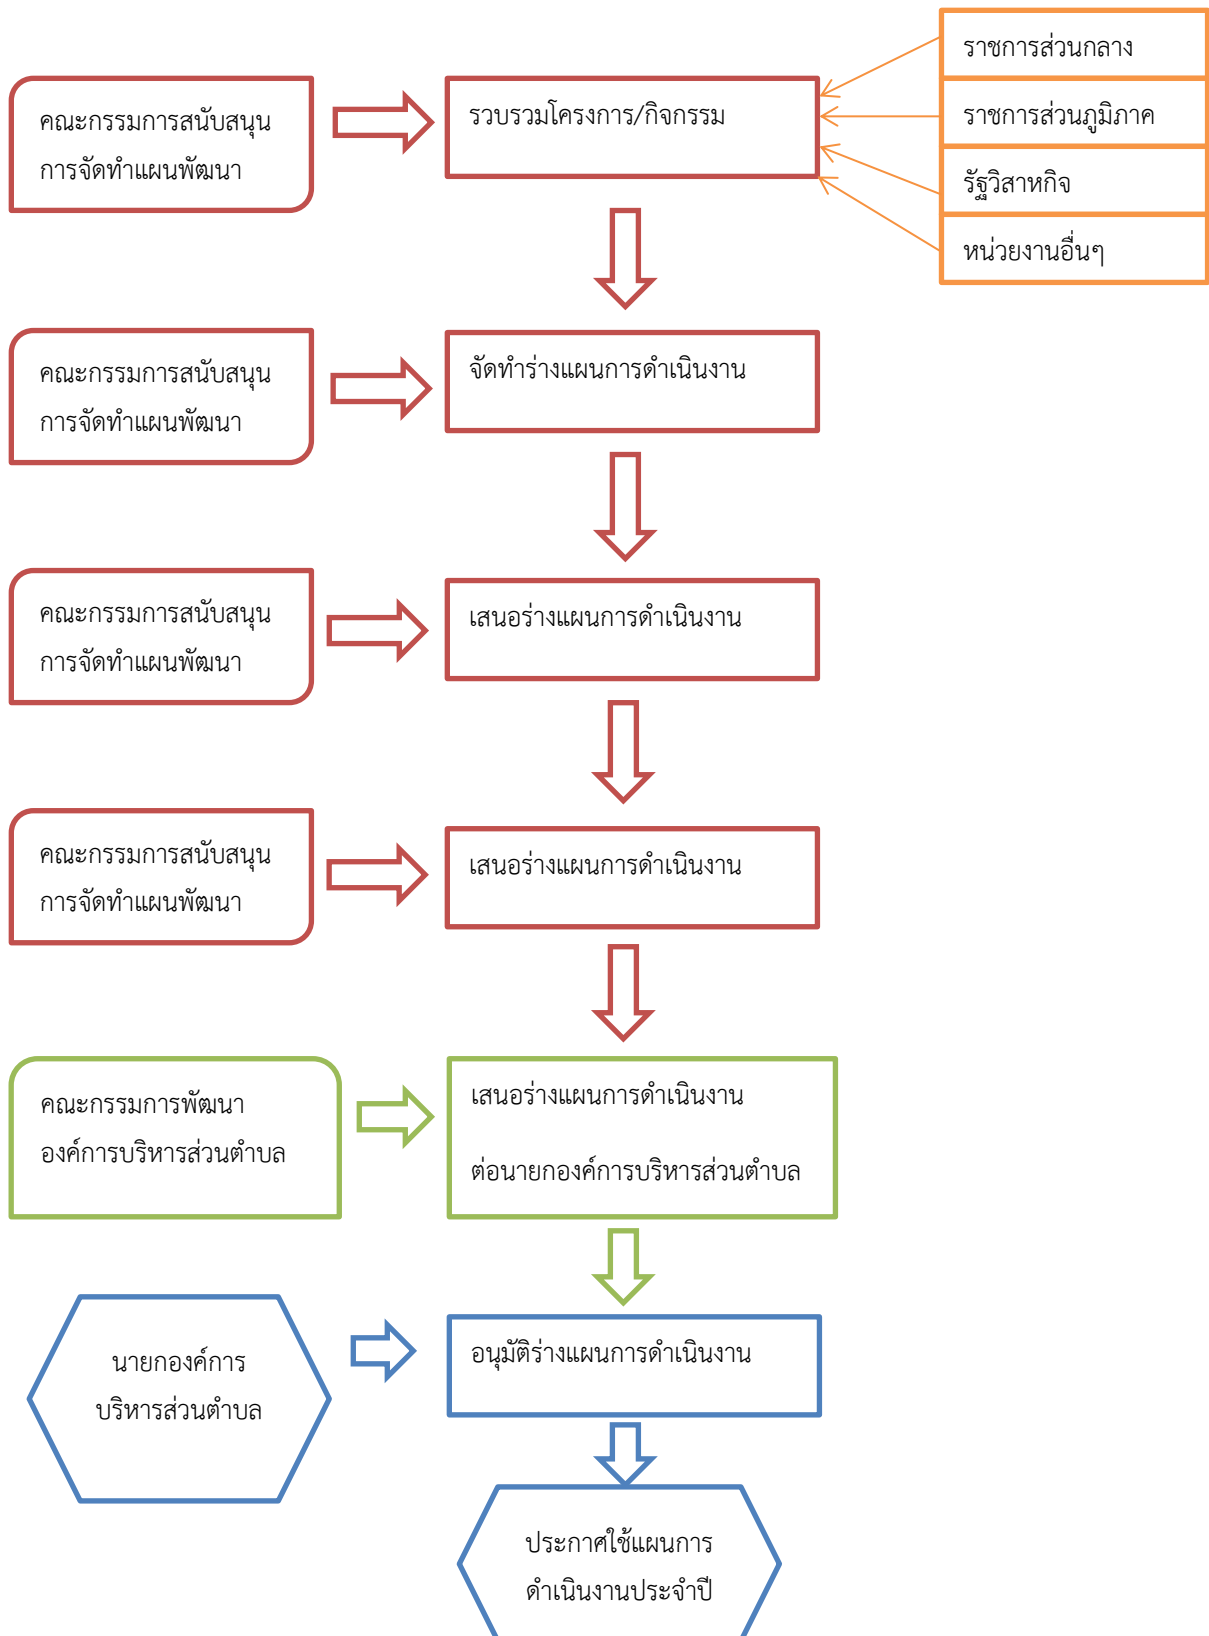 ราชการส่วนกลาง
คณะกรรมการสนับสนุน
การจัดทำแผนพัฒนา
รวบรวมโครงการ/กิจกรรม
ราชการส่วนภูมิภาค
รัฐวิสาหกิจ
หน่วยงานอื่นๆ
คณะกรรมการสนับสนุน
การจัดทำแผนพัฒนา
จัดทำร่างแผนการดำเนินงาน
คณะกรรมการสนับสนุน
การจัดทำแผนพัฒนา
เสนอร่างแผนการดำเนินงาน
คณะกรรมการสนับสนุน
การจัดทำแผนพัฒนา
เสนอร่างแผนการดำเนินงาน
คณะกรรมการพัฒนา
องค์การบริหารส่วนตำบล
เสนอร่างแผนการดำเนินงาน
ต่อนายกองค์การบริหารส่วนตำบล
นายกองค์การ
บริหารส่วนตำบล
อนุมัติร่างแผนการดำเนินงาน
ประกาศใช้แผนการ
ดำเนินงานประจำปี